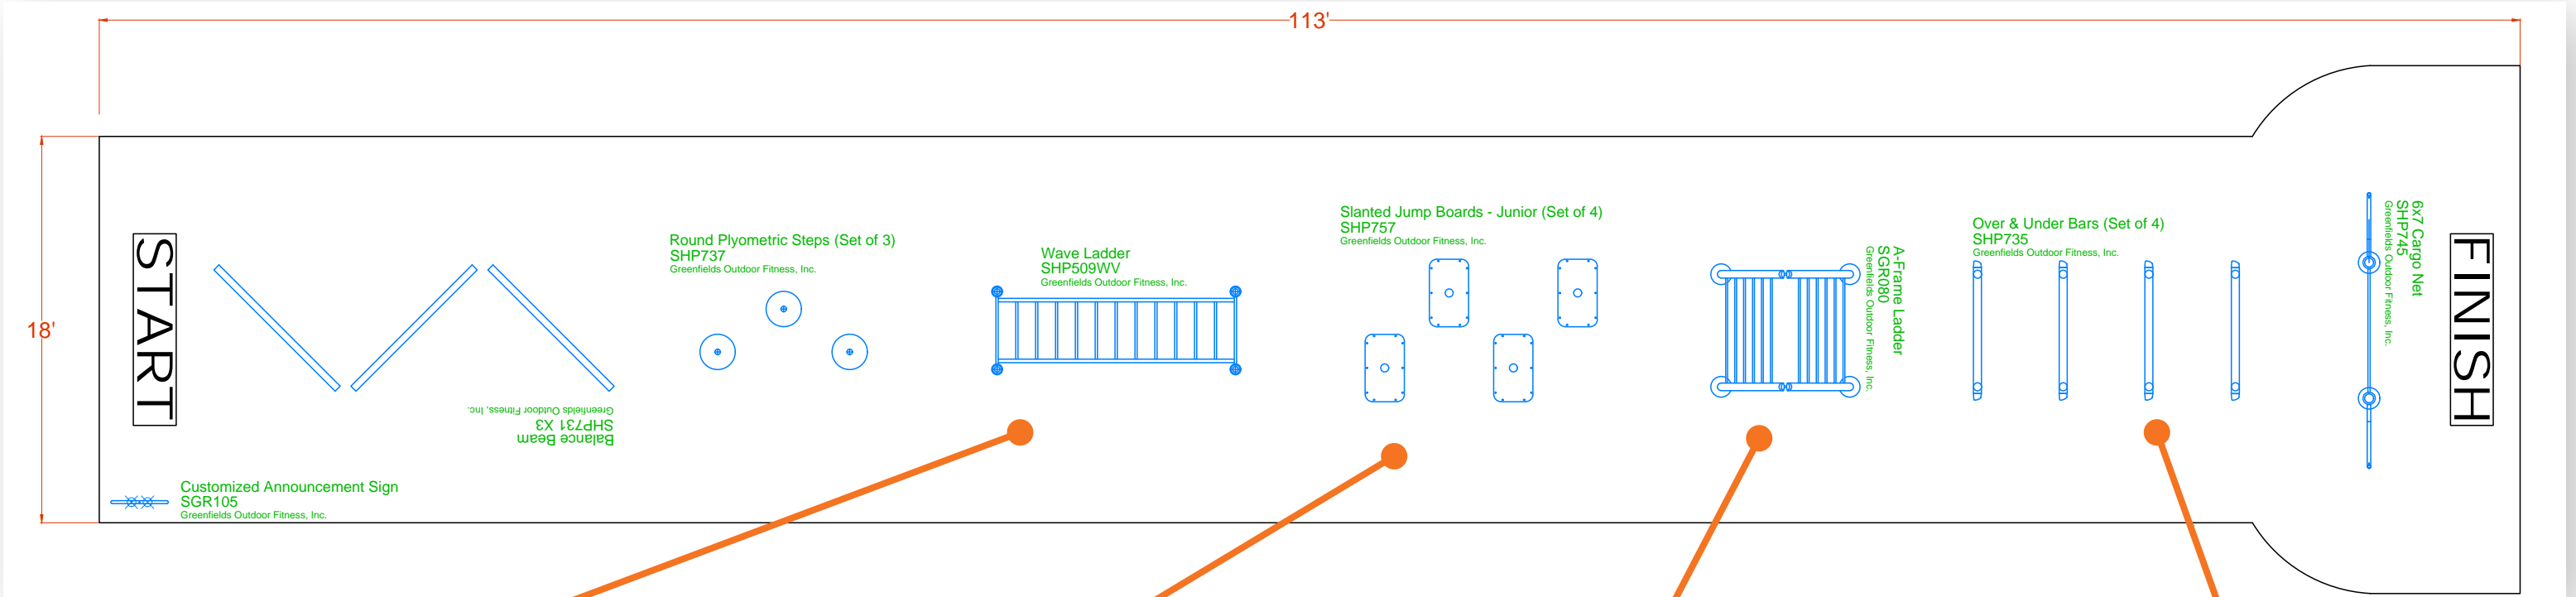 113'
18'
START
Balance Beam
SHP731 X3
Greenfields Outdoor Fitness, Inc.
Customized Announcement Sign
SGR105
Greenfields Outdoor Fitness, Inc.
Round Plyometric Steps (Set of 3)
SHP737
Greenfields Outdoor Fitness, Inc.
Wave Ladder
SHP509WV
Greenfields Outdoor Fitness, Inc.
Slanted Jump Boards - Junior (Set of 4)
SHP757
Greenfields Outdoor Fitness, Inc.
A-Frame Ladder
SGR080
Greenfields Outdoor Fitness, Inc.
Over & Under Bars (Set of 4)
SHP735
Greenfields Outdoor Fitness, Inc.
6x7 Cargo Net
SHP745
Greenfields Outdoor Fitness, Inc.
FINISH